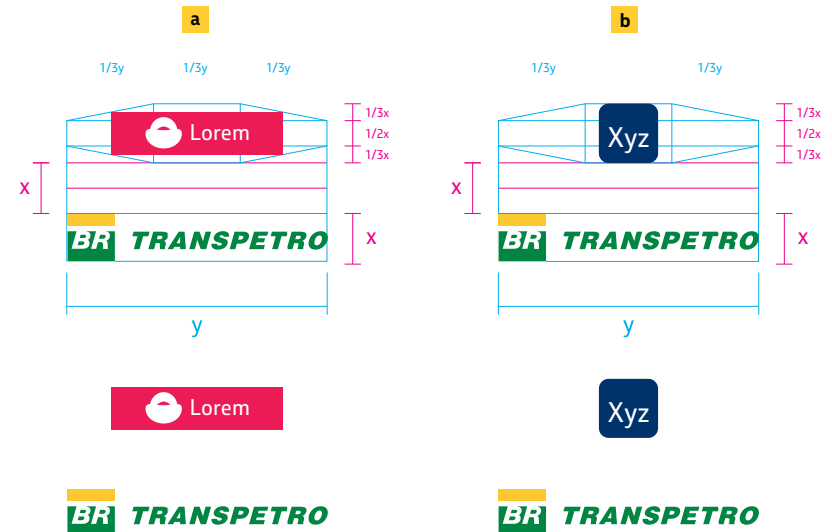 a
b
1/3y 1/3y 1/3y
1/3y 1/3y
1/3x
1/2x
1/3x
Lorem
x
BR TRANSPETRO
x
y
1/3x
1/2x
1/3x
Xyz
x
BR TRANSPETRO
x
y
Lorem
Xyz
BR TRANSPETRO
BR TRANSPETRO